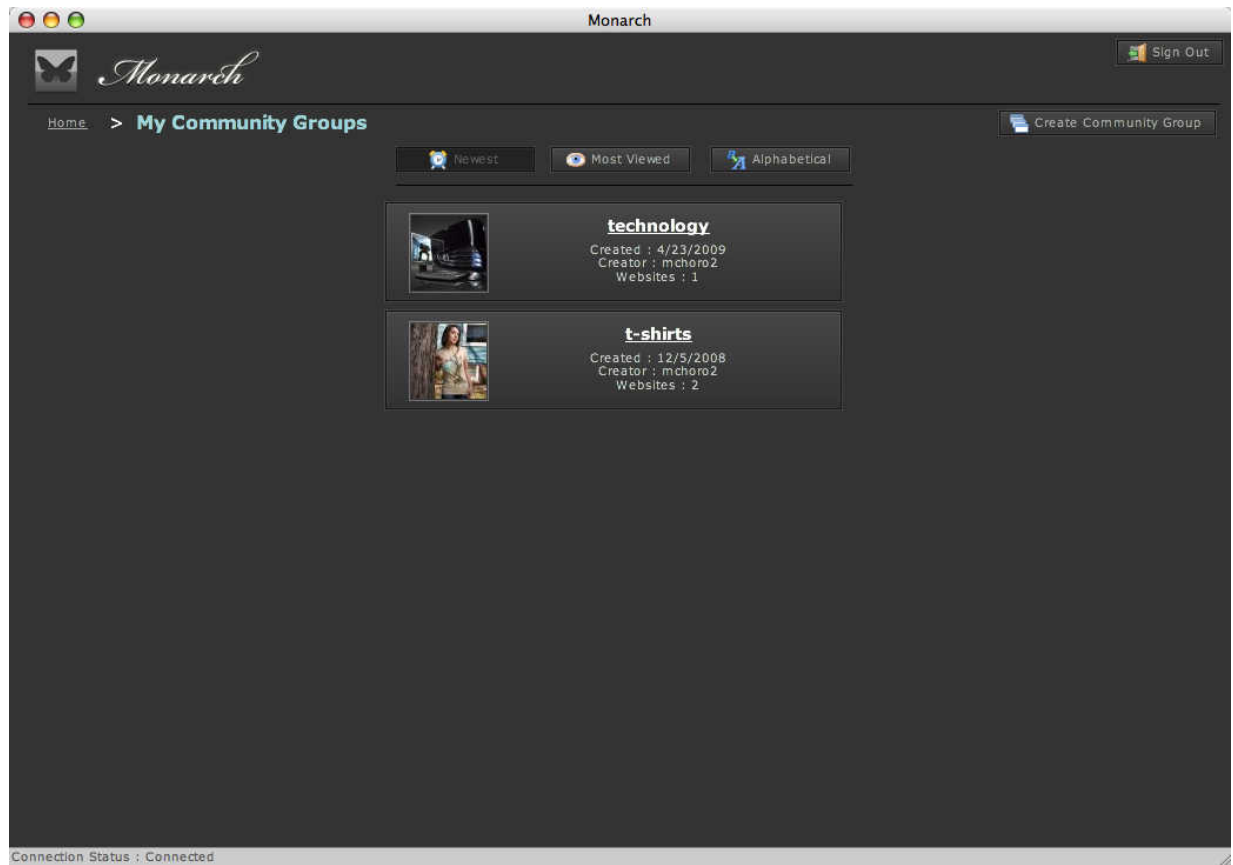 Monarch
Monarch
Sign Out
Home > My Community Groups
Create Community Group
Newest
Most Viewed
Alphabetical
technology
Created : 4/23/2009
Creator : mchoro2
Websites : 1
t-shirts
Created : 12/5/2008
Creator : mchoro2
Websites : 2
Connection Status : Connected